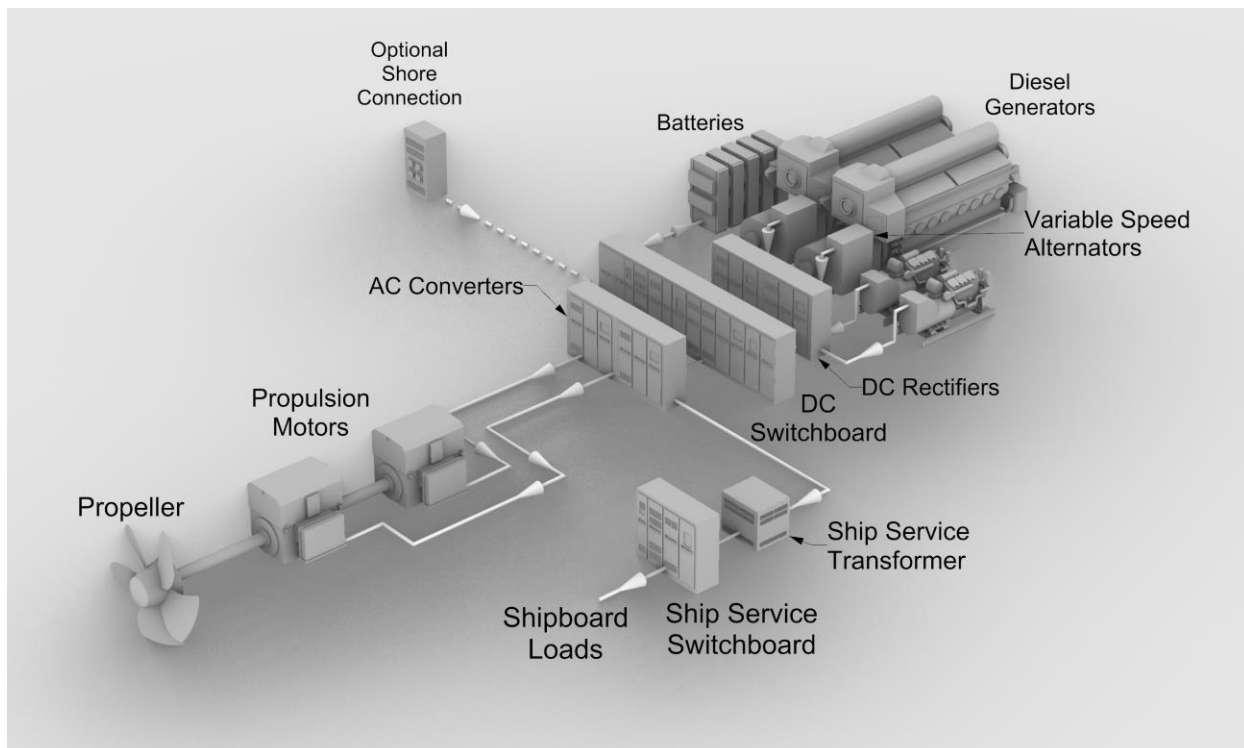 Optional
Shore
Connection
Batteries
Diesel
Generators
Variable Speed
Alternators
AC Converters
DC Rectifiers
DC
Switchboard
Propulsion
Motors
Propeller
Ship Service
Transformer
Shipboard
Loads
Ship Service
Switchboard